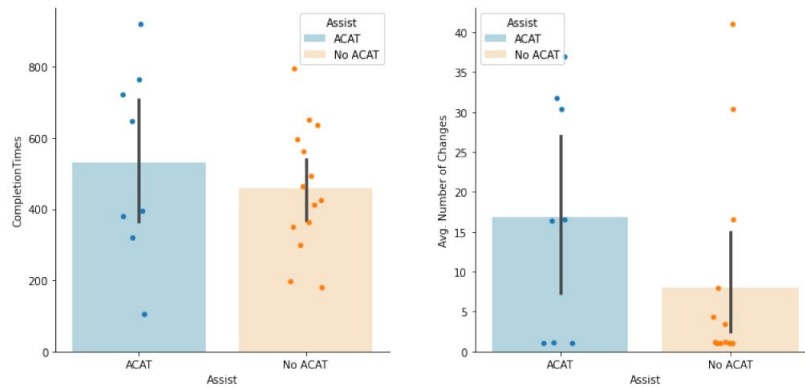 Assist
ACAT
No ACAT
800
600
400
200
0
CompletionTimes
ACAT
No ACAT
Assist
Assist
ACAT
No ACAT
40
35
30
25
20
15
10
5
0
Avg. Number of Changes
ACAT
No ACAT
Assist